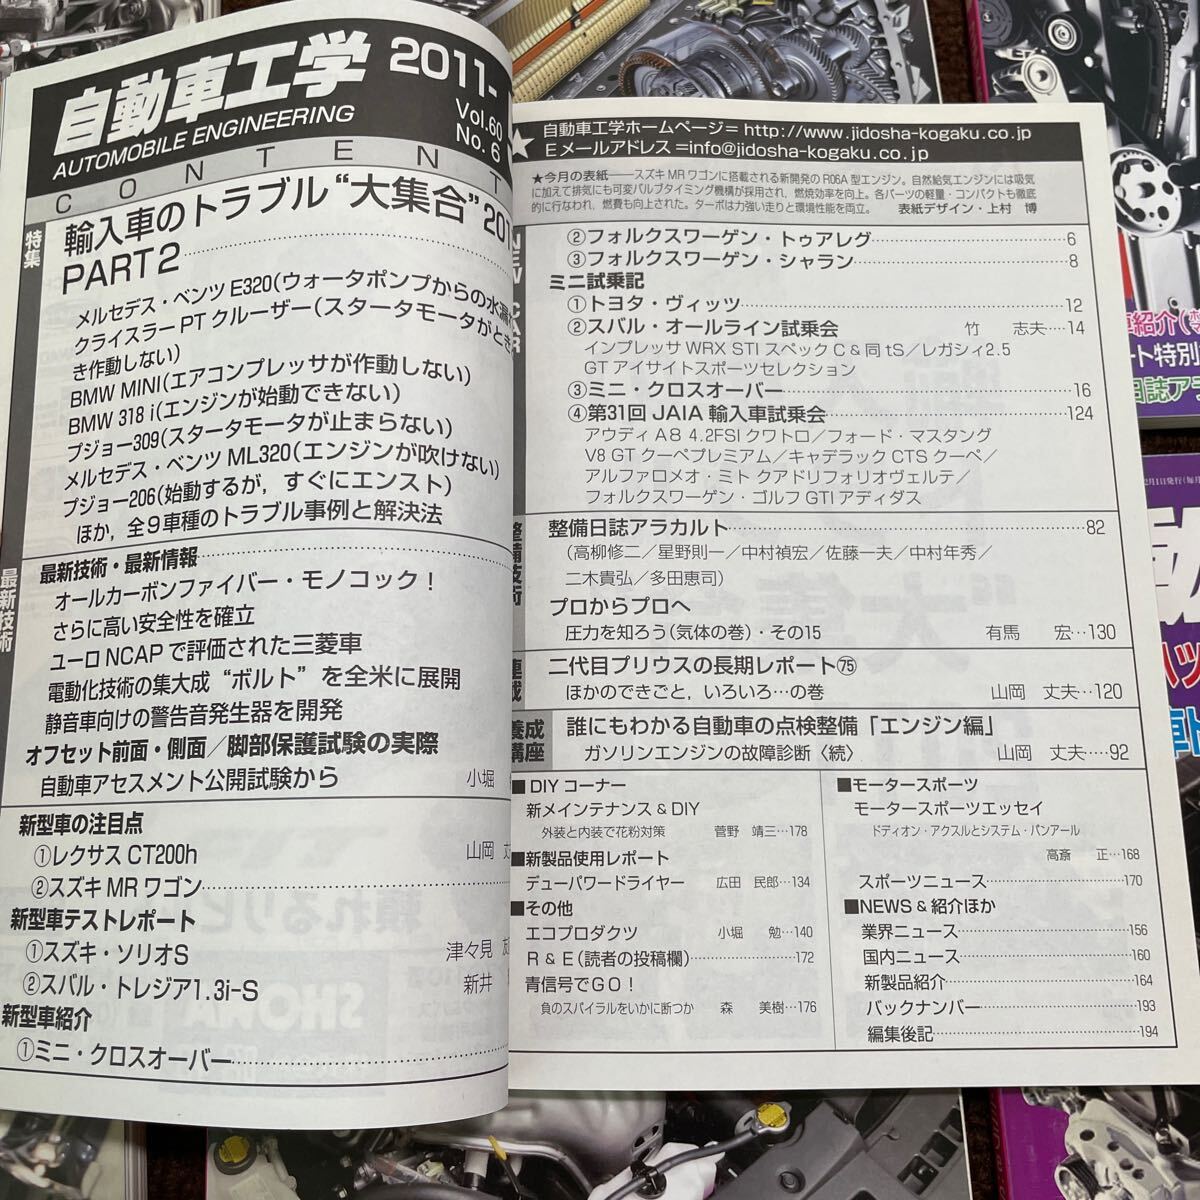 自動車工学 2011-
AUTOMOBILE ENGINEERING
Vol.60
No. 6
CONTENT
特集
輸入車のトラブル“大集合”
PART 2
メルセデス・ベンツ E320(ウォータポンプからの水漏
クライスラー PT クルーザー(スタータモータがとき
き作動しない)
BMW MINI(エアコンプレッサが作動しない)
BMW 318 i(エンジンが始動できない)
プジョー309(スタータモータが止まらない)
メルセデス・ベンツ ML320(エンジンが吹けない)
プジョー206(始動するが，すぐにエンスト)
ほか，全9車種のトラブル事例と解決法
最新技術
最新技術・最新情報
オールカーボンファイバー・モノコック！
さらに高い安全性を確立
ユーロ NCAP で評価された三菱車
電動化技術の集大成“ボルト”を全米に展開
静音車向けの警告音発生器を開発
オフセット前面・側面／脚部保護試験の実際
自動車アセスメント公開試験から 小堀
新型車の注目点
①レクサス CT200h 山岡
②スズキ MR ワゴン
新型車テストレポート
①スズキ・ソリオS 津々見
②スバル・トレジア1.3i-S 新井
新型車紹介
①ミニ・クロスオーバー
★
自動車工学ホームページ＝http://www.jidosha-kogaku.co.jp
Eメールアドレス＝info@jidosha-kogaku.co.jp
★今月の表紙――スズキ MR ワゴンに搭載される新開発の R06A 型エンジン。自然給気エンジンには吸気
に加えて排気にも可変バルブタイミング機構が採用され，燃焼効率を向上。各パーツの軽量・コンパクトも徹底
的に行なわれ，燃費も向上された。ターボは力強い走りと環境性能を両立。 表紙デザイン・上村 博
NEW CAR
②フォルクスワーゲン・トゥアレグ 6
③フォルクスワーゲン・シャラン 8
ミニ試乗記
①トヨタ・ヴィッツ 12
②スバル・オールライン試乗会 竹 志夫…14
インプレッサ WRX STI スペック C & 同 tS／レガシィ2.5
GT アイサイトスポーツセレクション
③ミニ・クロスオーバー 16
④第31回 JAIA 輸入車試乗会 124
アウディ A8 4.2FSI クワトロ／フォード・マスタング
V8 GT クーペプレミアム／キャデラック CTS クーペ／
アルファロメオ・ミト クアドリフォリオヴェルテ／
フォルクスワーゲン・ゴルフ GTI アディダス
整備技術
整備日誌アラカルト 82
(高柳修二／星野則一／中村禎宏／佐藤一夫／中村年秀／
二木貴弘／多田恵司)
プロからプロへ
圧力を知ろう(気体の巻)・その15 有馬 宏…130
連載
二代目プリウスの長期レポート㊆ 
ほかのできごと，いろいろ…の巻 山岡 丈夫…120
養成講座
誰にもわかる自動車の点検整備「エンジン編」
ガソリンエンジンの故障診断〈続〉 山岡 丈夫……92
■DIY コーナー
新メインテナンス & DIY
外装と内装で花粉対策 菅野 靖三…178
■新製品使用レポート
デューパワードライヤー 広田 民郎…134
■その他
エコプロダクツ 小堀 勉…140
R & E (読者の投稿欄) 172
青信号で GO！
負のスパイラルをいかに断つか 森 美樹…176
■モータースポーツ
モータースポーツエッセイ
ドディオン・アクスルとシステム・パンアール
高斎 正…168
スポーツニュース 170
■NEWS & 紹介ほか
業界ニュース 156
国内ニュース 160
新製品紹介 164
バックナンバー 193
編集後記 194